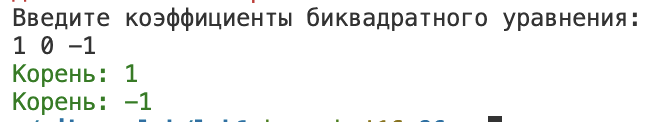 Введите коэффициенты биквадратного уравнения:
1 0 -1
Корень: 1
Корень: -1